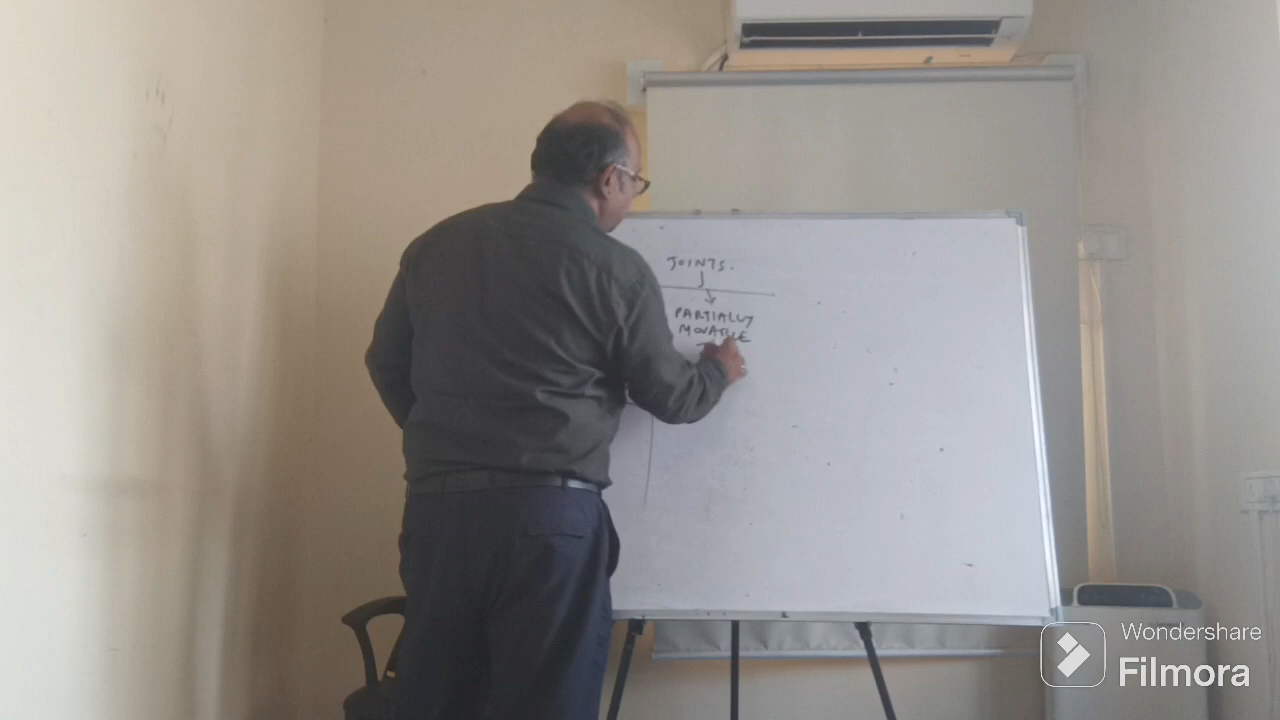 JOINTS.
PARTIALLY
MOVABLE
Wondershare
Filmora